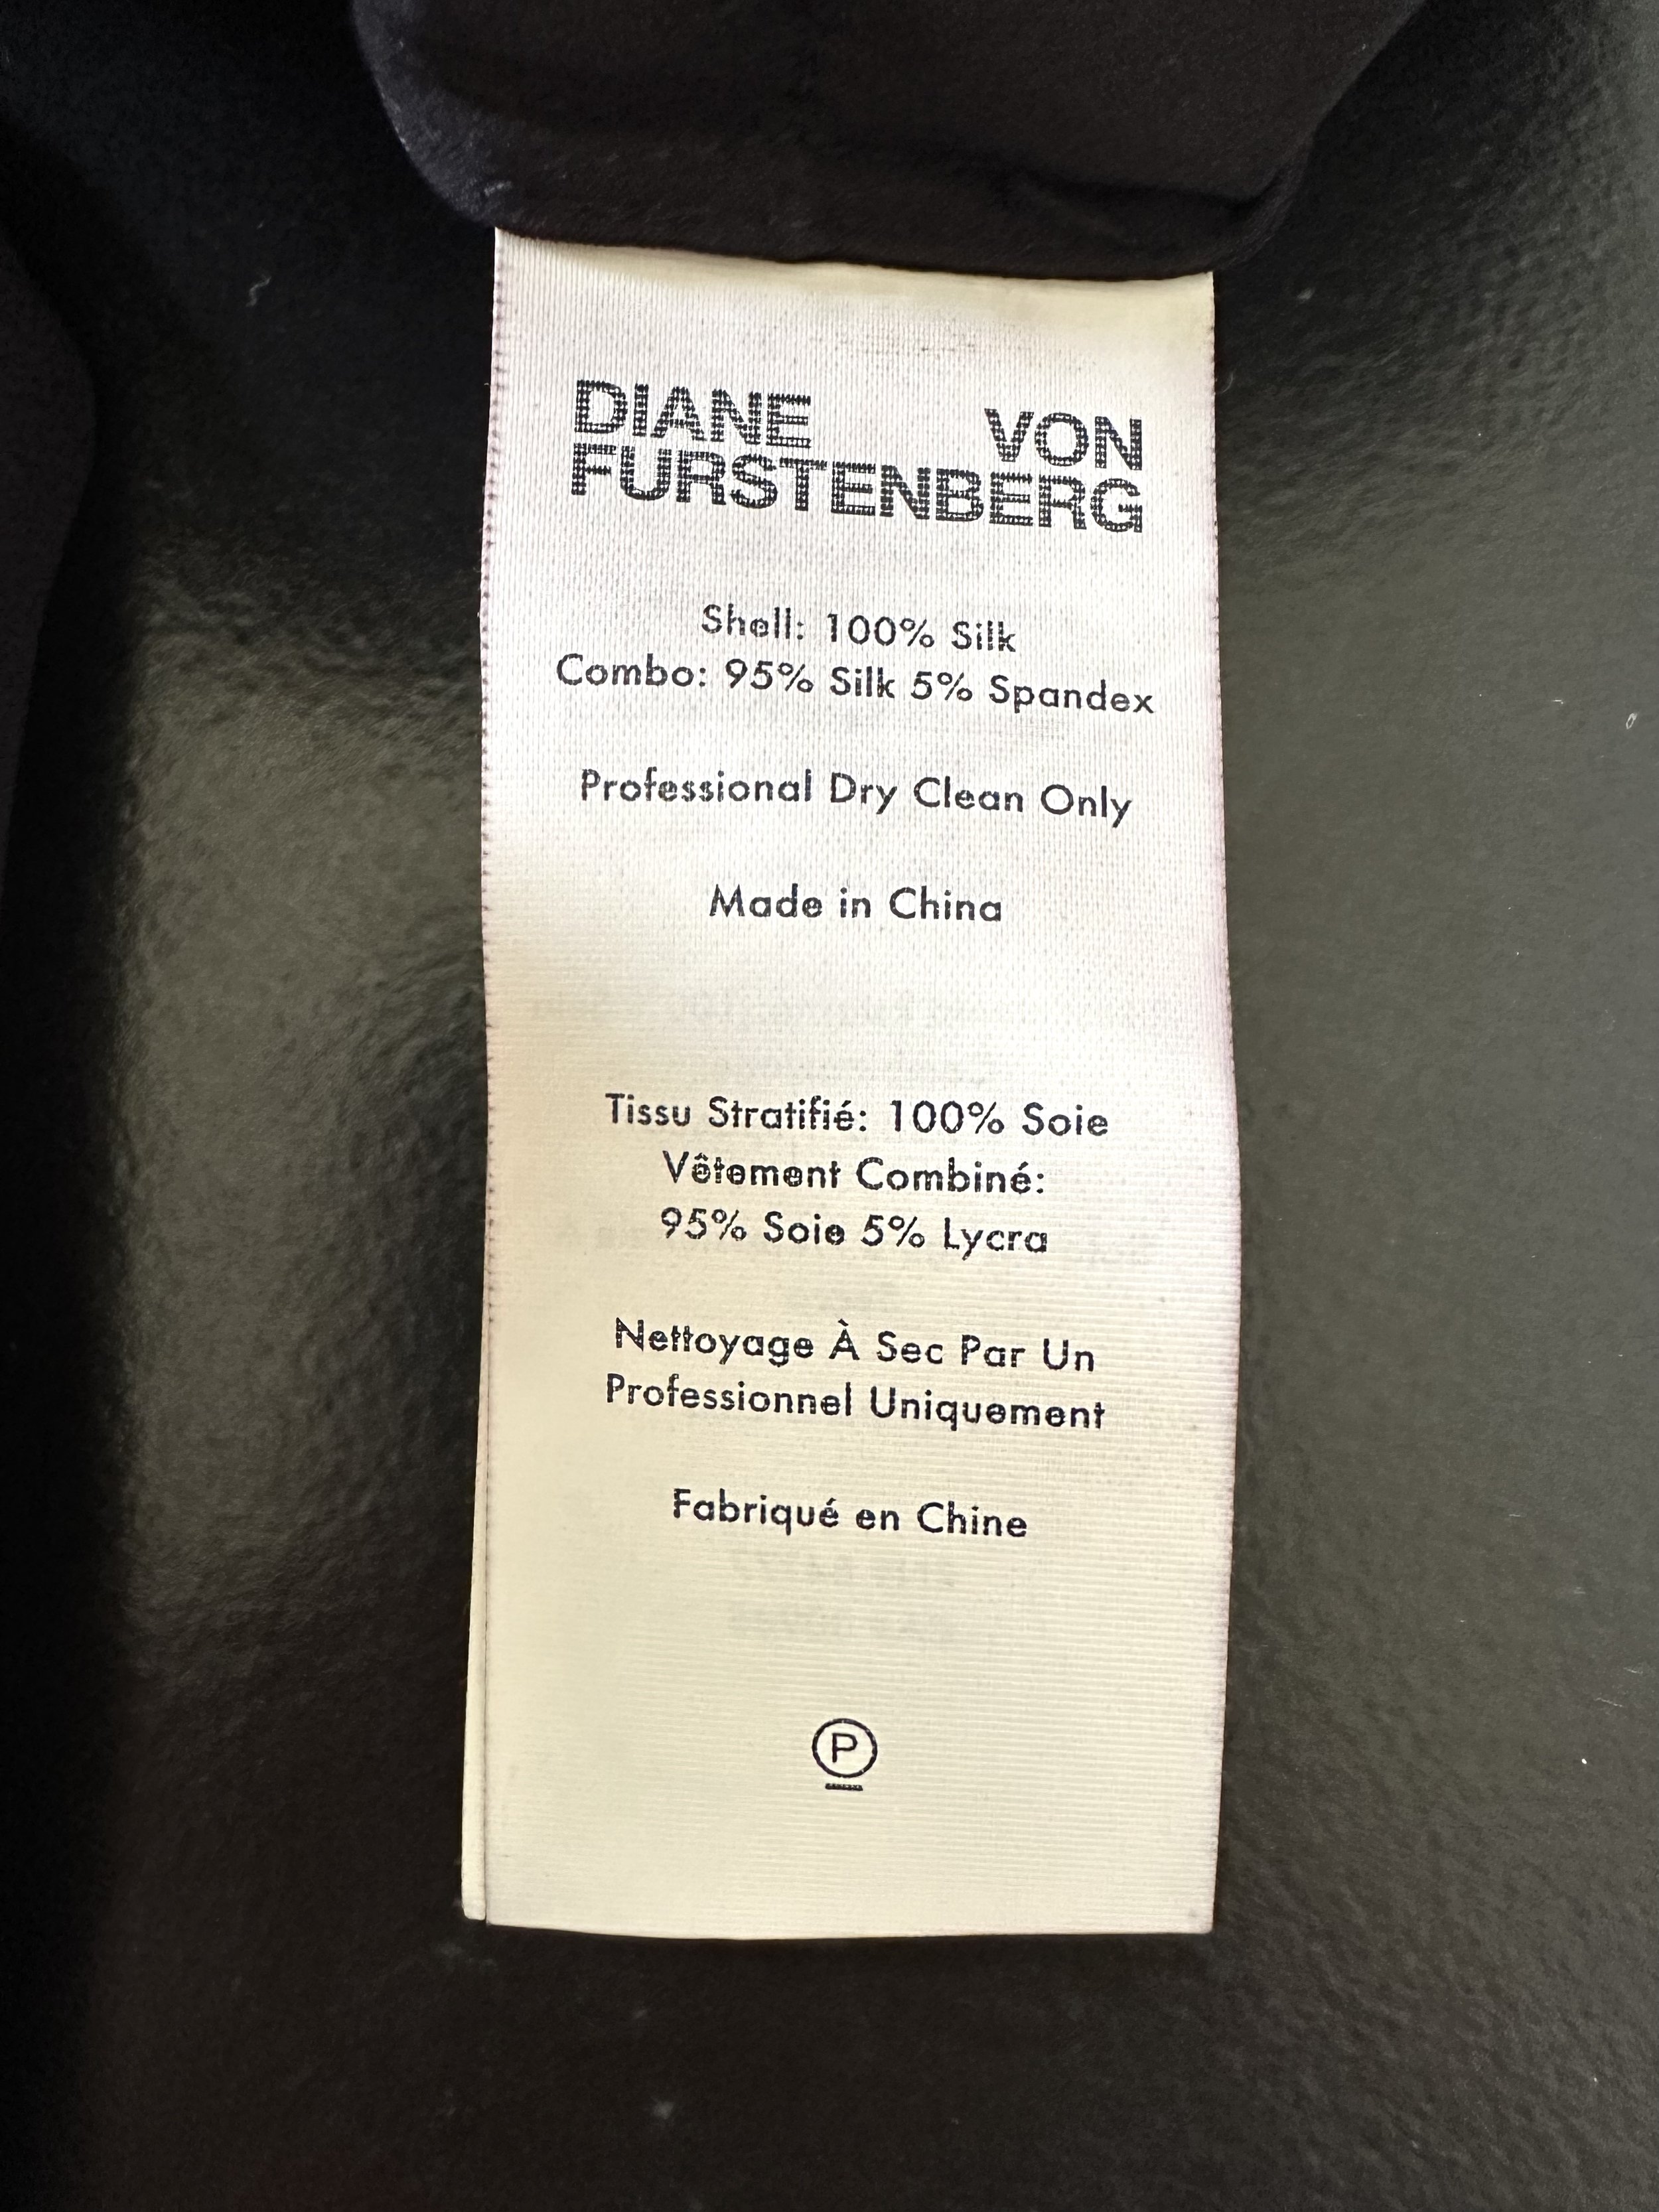 DIANE VON
FURSTENBERG
Shell: 100% Silk
Combo: 95% Silk 5% Spandex
Professional Dry Clean Only
Made in China
Tissu Stratifié: 100% Soie
Vêtement Combiné:
95% Soie 5% Lycra
Nettoyage À Sec Par Un
Professionnel Uniquement
Fabriqué en Chine
P